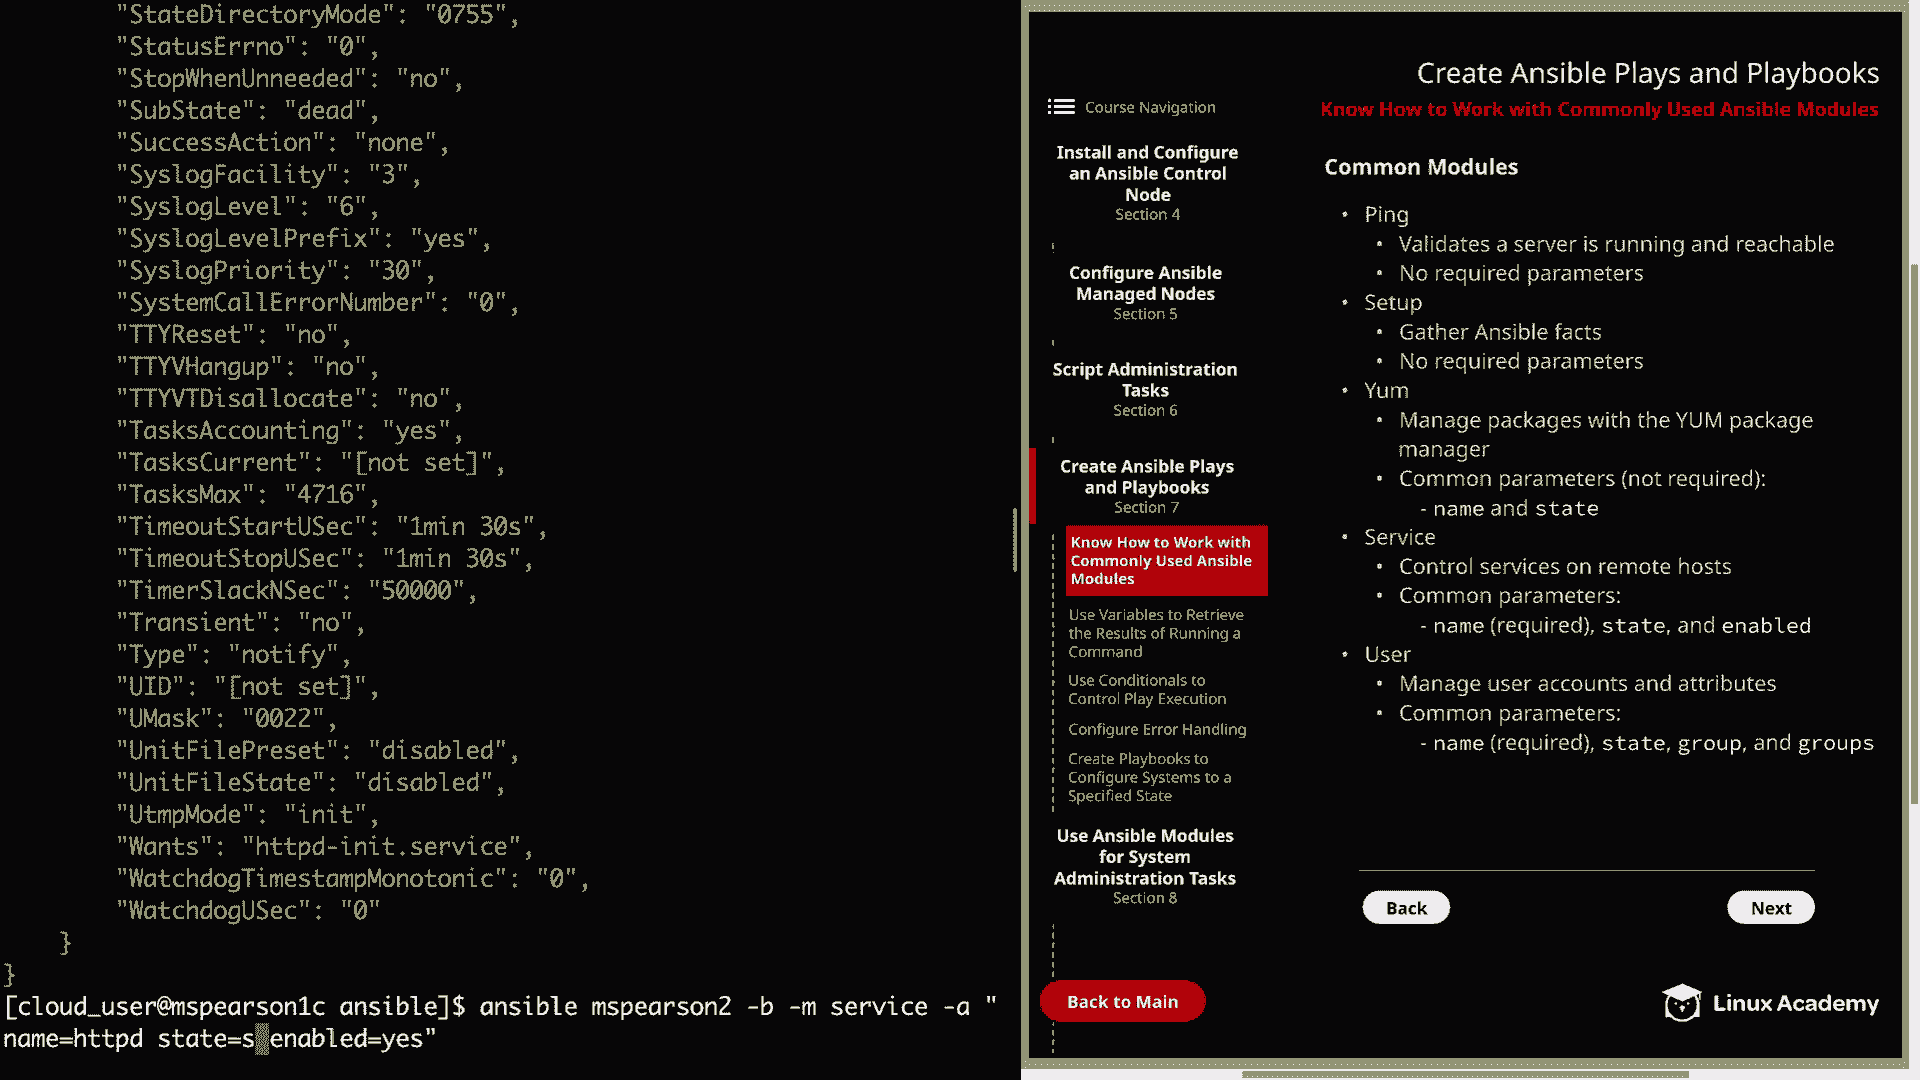 "StateDirectoryMode": "0755",
"StatusErrno": "0",
"StopWhenUnneeded": "no",
"SubState": "dead",
"SuccessAction": "none",
"SyslogFacility": "3",
"SyslogLevel": "6",
"SyslogLevelPrefix": "yes",
"SyslogPriority": "30",
"SystemCallErrorNumber": "0",
"TTYReset": "no",
"TTYVHangup": "no",
"TTYVTDisallocate": "no",
"TasksAccounting": "yes",
"TasksCurrent": "[not set]",
"TasksMax": "4716",
"TimeoutStartUSec": "1min 30s",
"TimeoutStopUSec": "1min 30s",
"TimerSlackNSec": "50000",
"Transient": "no",
"Type": "notify",
"UID": "[not set]",
"UMask": "0022",
"UnitFilePreset": "disabled",
"UnitFileState": "disabled",
"UtmpMode": "init",
"Wants": "httpd-init.service",
"WatchdogTimestampMonotonic": "0",
"WatchdogUSec": "0"
}
}
[cloud_user@mspearson1c ansible]$ ansible mspearson2 -b -m service -a "
name=httpd state=s enabled=yes"
Create Ansible Plays and Playbooks
Know How to Work with Commonly Used Ansible Modules
Course Navigation
Install and Configure
an Ansible Control
Node
Section 4
Configure Ansible
Managed Nodes
Section 5
Script Administration
Tasks
Section 6
Create Ansible Plays
and Playbooks
Section 7
Know How to Work with
Commonly Used Ansible
Modules
Use Variables to Retrieve
the Results of Running a
Command
Use Conditionals to
Control Play Execution
Configure Error Handling
Create Playbooks to
Configure Systems to a
Specified State
Use Ansible Modules
for System
Administration Tasks
Section 8
Back to Main
Common Modules
• Ping
• Validates a server is running and reachable
• No required parameters
• Setup
• Gather Ansible facts
• No required parameters
• Yum
• Manage packages with the YUM package
manager
• Common parameters (not required):
- name and state
• Service
• Control services on remote hosts
• Common parameters:
- name (required), state, and enabled
• User
• Manage user accounts and attributes
• Common parameters:
- name (required), state, group, and groups
Back
Next
Linux Academy